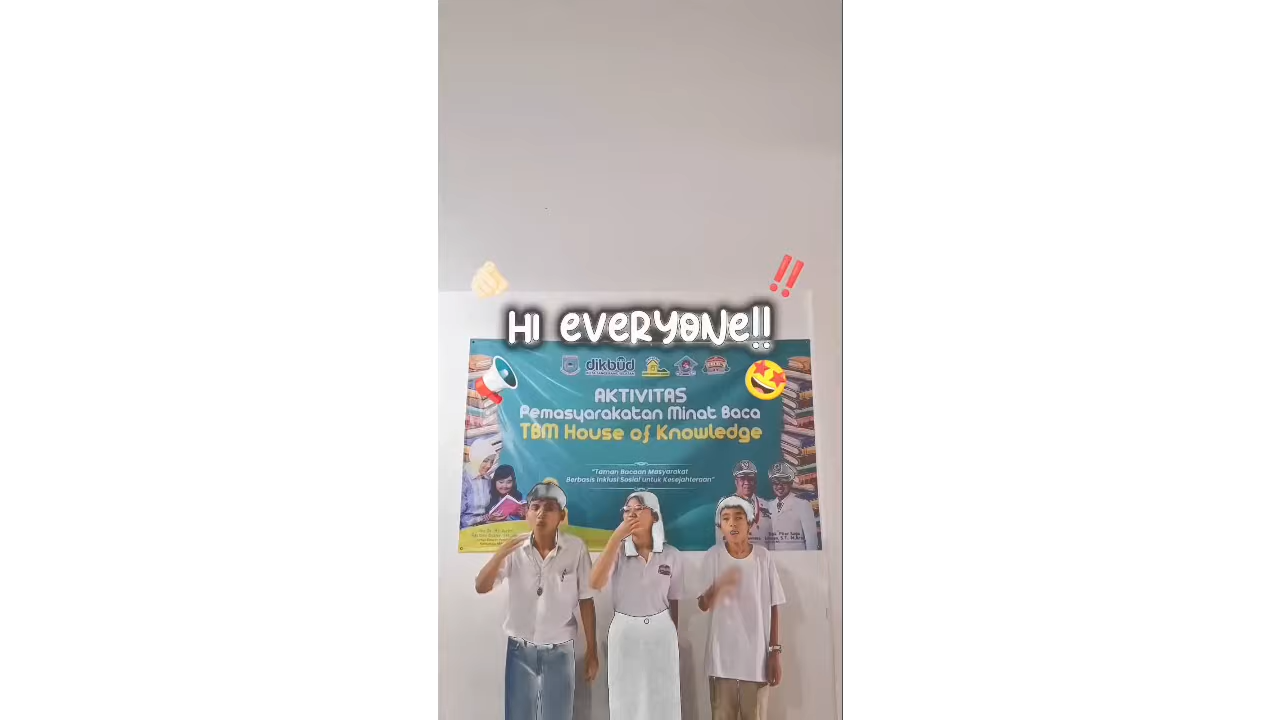 HI EVERYONE!!
dikbud
AKTIVITAS
Pemasyarakatan Minat Baca
TBM House of Knowledge
"Taman Bacaan Masyarakat
Berbasis Inklusi Sosial Untuk Kesejahteraan"